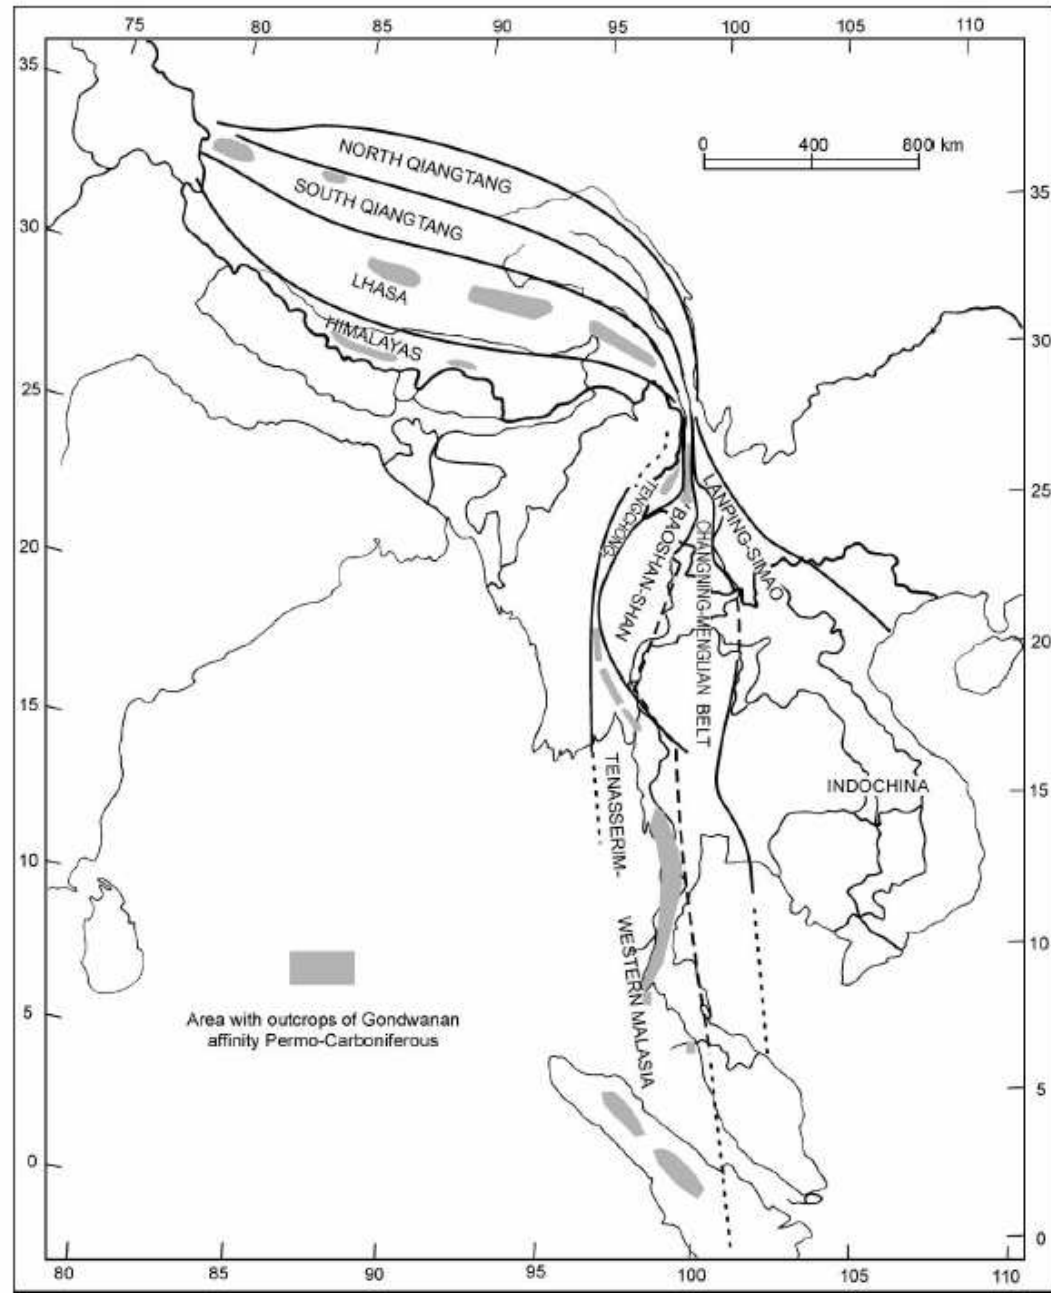 75 80 85 90 95 100 105 110
35
0 400 800 km
NORTH QIANGTANG
SOUTH QIANGTANG
35
30
LHASA
HIMALAYAS
30
25
TENGCHONG
BAOSHAN-SHAN
CHANGNING-MENGLIAN BELT
LANPING-SIMAO
25
20
20
15
TENASSERIM-
WESTERN MALASIA
INDOCHINA
15
10
10
Area with outcrops of Gondwanan
affinity Permo-Carboniferous
5
5
0
0
80 85 90 95 100 105 110